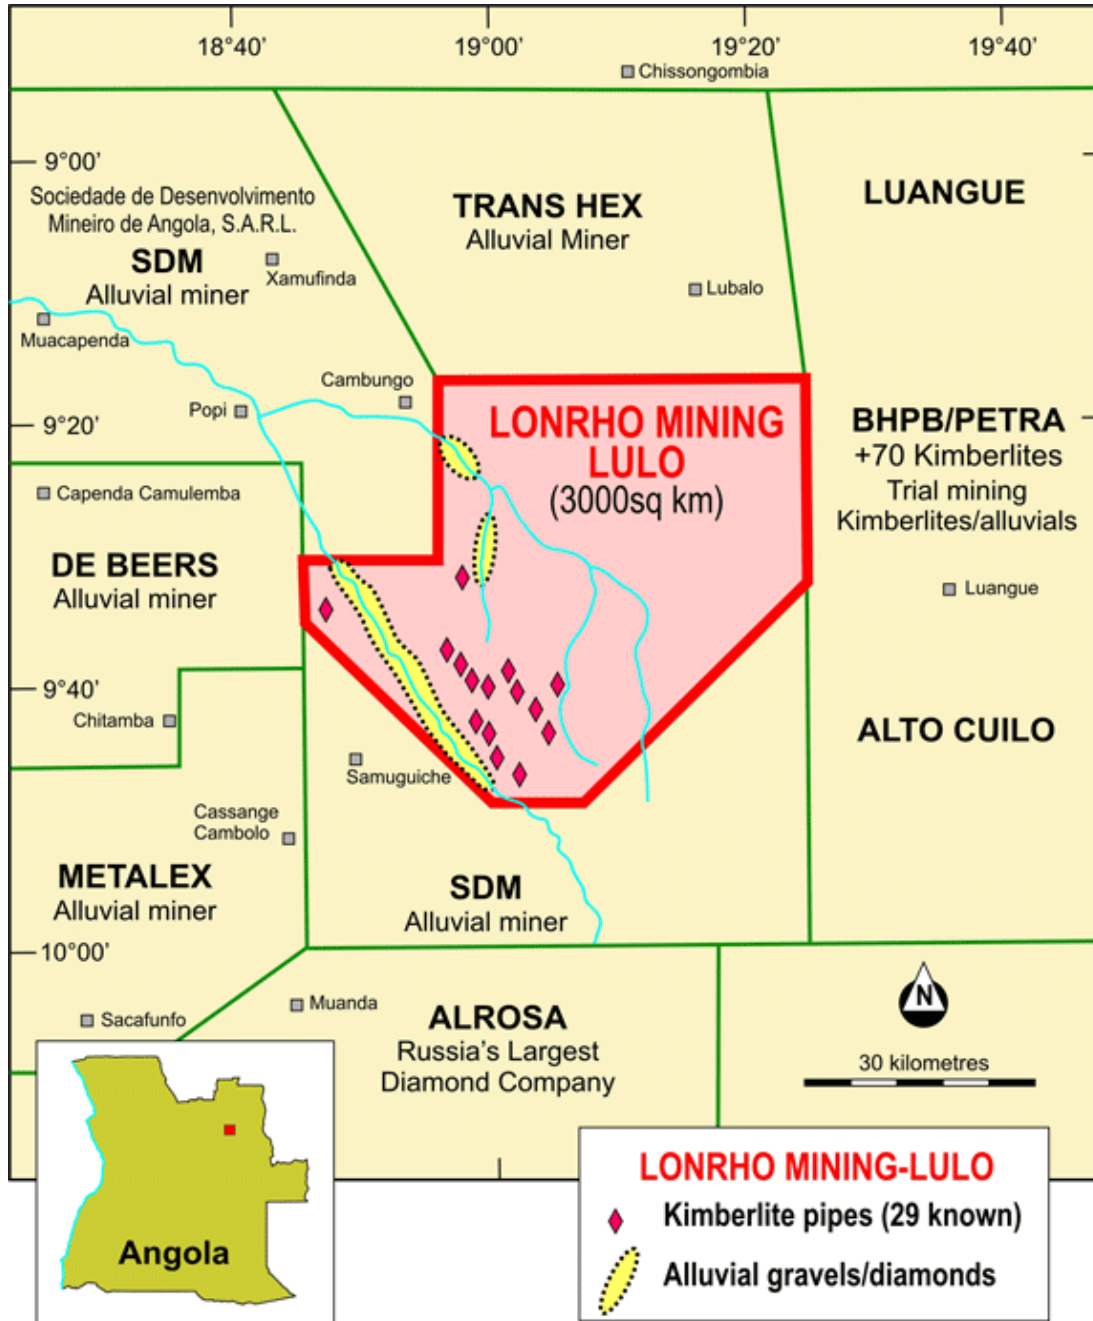 18°40’
19°00’
19°20’
19°40’
Chissongombia
9°00’
Sociedade de Desenvolvimento
Mineiro de Angola, S.A.R.L.
SDM
Alluvial miner
Xamufinda
TRANS HEX
Alluvial Miner
LUANGUE
Lubalo
Muacapenda
Cambungo
Popi
9°20’
LONRHO MINING
LULO
(3000sq km)
BHPB/PETRA
+70 Kimberlites
Trial mining
Kimberlites/alluvials
Capenda Camulemba
DE BEERS
Alluvial miner
Luangue
9°40’
Chitamba
ALTO CUILO
Samuguiche
Cassange
Cambolo
METALEX
Alluvial miner
SDM
Alluvial miner
10°00’
Muanda
Sacafunfo
ALROSA
Russia’s Largest
Diamond Company
N
30 kilometres
Angola
LONRHO MINING-LULO
Kimberlite pipes (29 known)
Alluvial gravels/diamonds